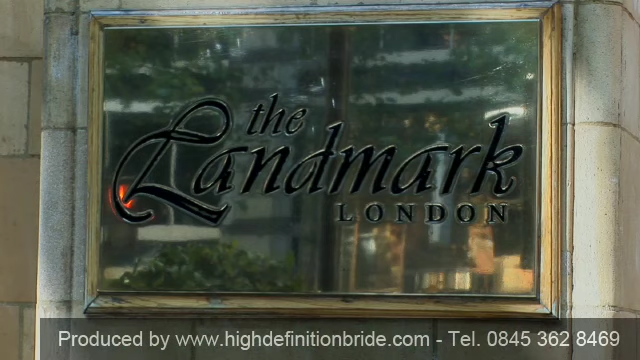 the
Landmark
LONDON
Produced by www.highdefinitionbride.com - Tel. 0845 362 8469